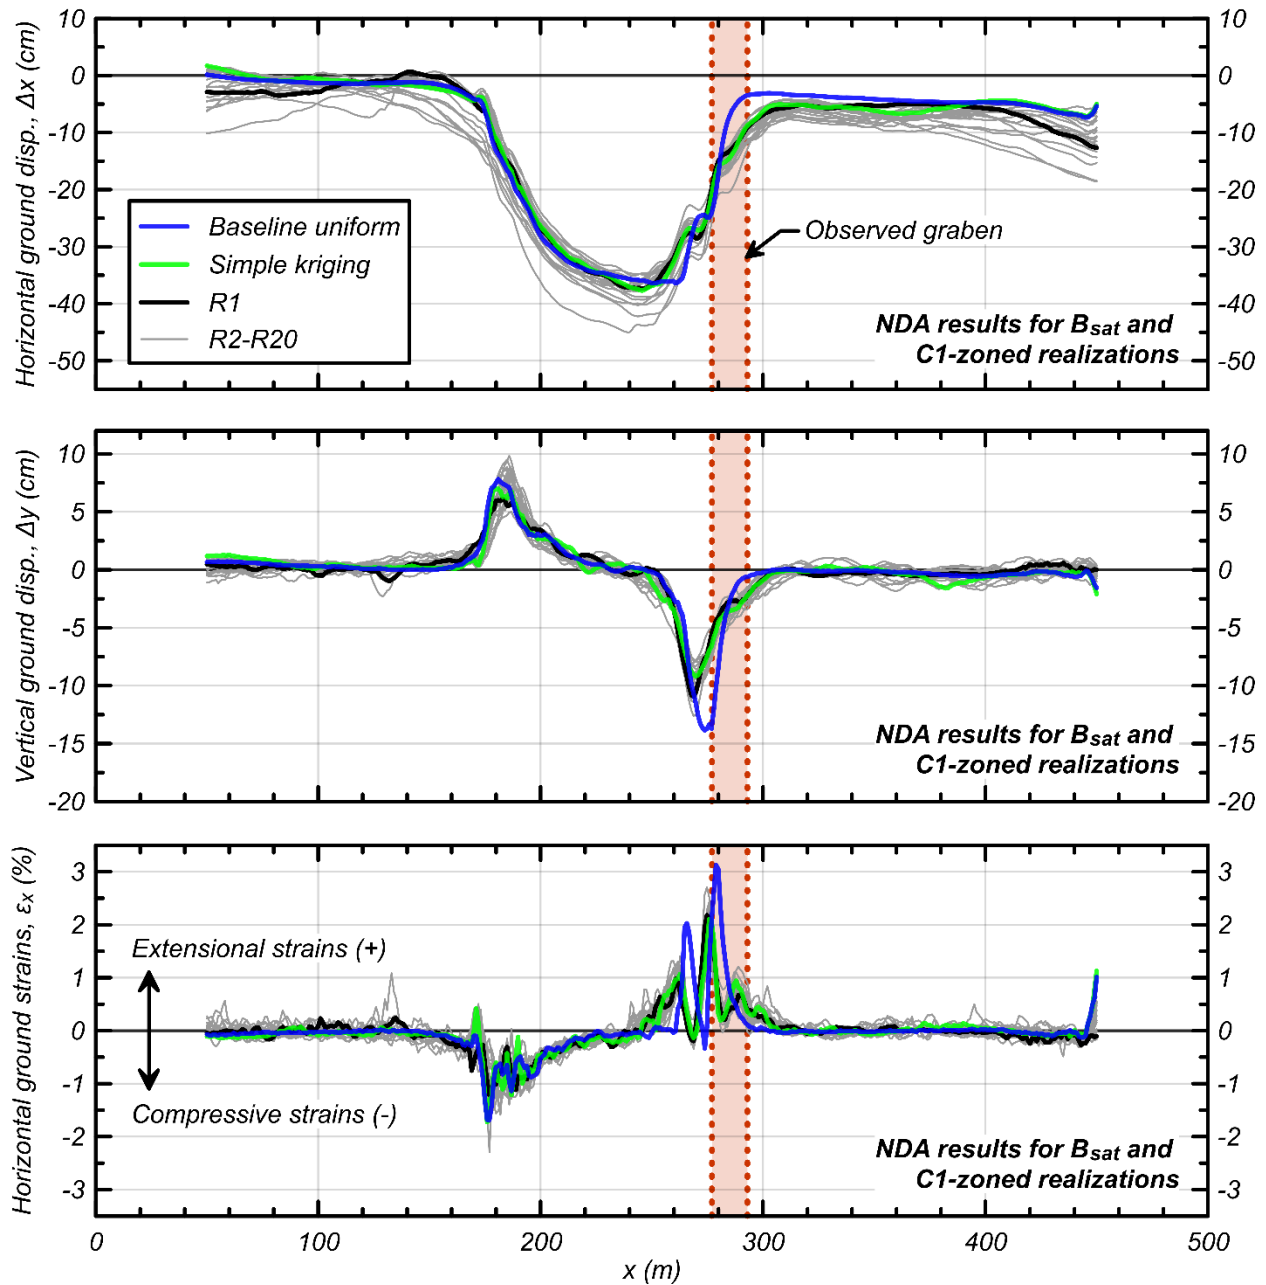 Horizontal ground disp., Δx (cm)
10
0
-10
-20
-30
-40
-50
Baseline uniform
Simple kriging
R1
R2-R20
Observed graben
NDA results for Bsat and
C1-zoned realizations
10
0
-10
-20
-30
-40
-50
Vertical ground disp., Δy (cm)
10
5
0
-5
-10
-15
-20
NDA results for Bsat and
C1-zoned realizations
10
5
0
-5
-10
-15
-20
Horizontal ground strains, εx (%)
3
2
1
0
-1
-2
-3
Extensional strains (+)
Compressive strains (-)
NDA results for Bsat and
C1-zoned realizations
3
2
1
0
-1
-2
-3
0 100 200 300 400 500
x (m)